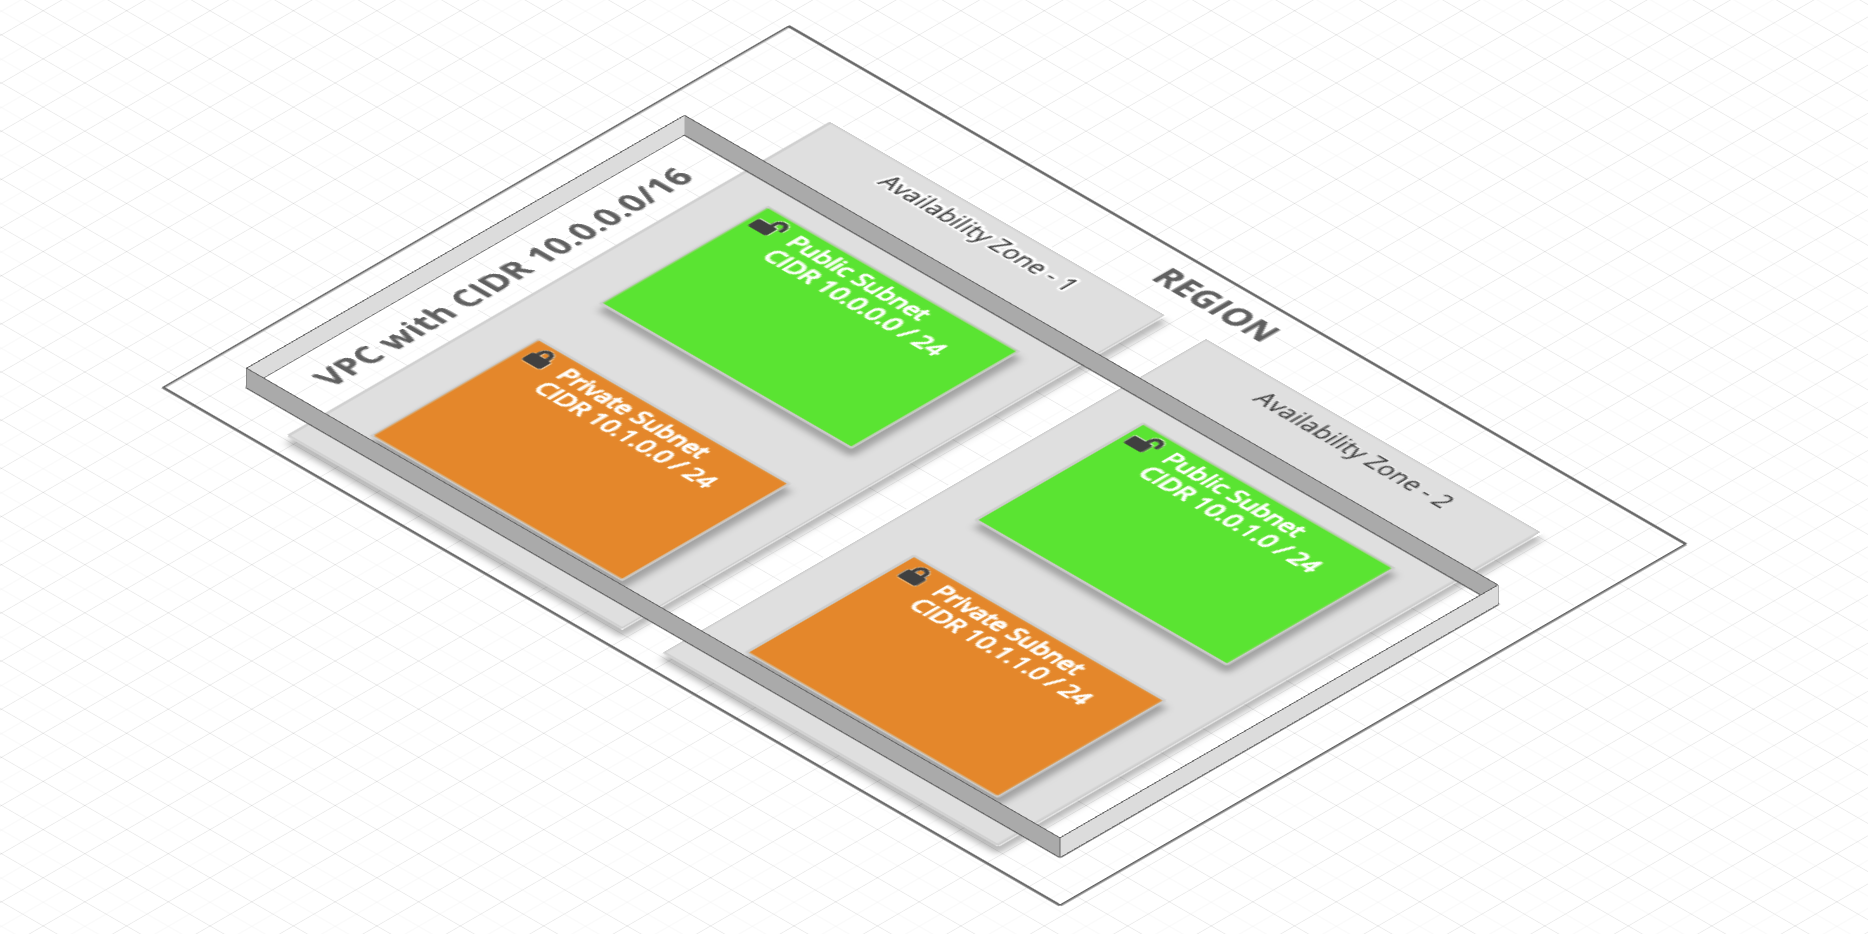 VPC with CIDR 10.0.0.0/16
Availability Zone - 1
REGION
Public Subnet
CIDR 10.0.0.0 / 24
Private Subnet
CIDR 10.1.0.0 / 24
Availability Zone - 2
Public Subnet
CIDR 10.0.1.0 / 24
Private Subnet
CIDR 10.1.1.0 / 24